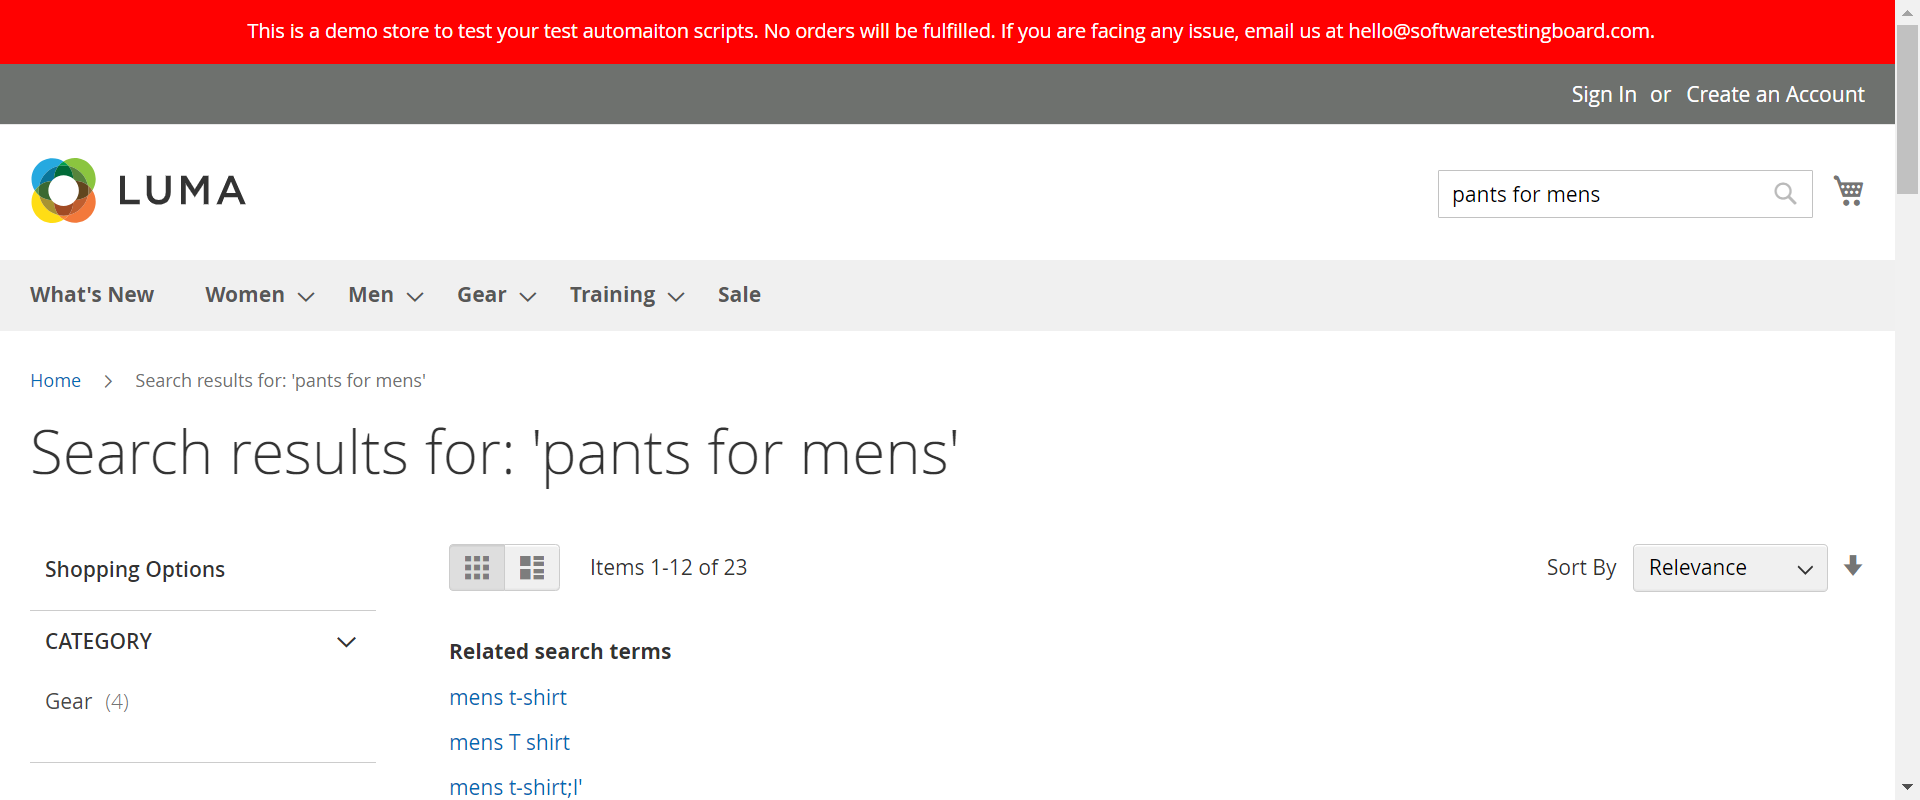 This is a demo store to test your test automaiton scripts. No orders will be fulfilled. If you are facing any issue, email us at hello@softwaretestingboard.com.
Sign In or Create an Account
LUMA
pants for mens
What's New Women Men Gear Training Sale
Home Search results for: 'pants for mens'
Search results for: 'pants for mens'
Shopping Options
Items 1-12 of 23
Sort By Relevance
CATEGORY
Gear (4)
Related search terms
mens t-shirt
mens T shirt
mens t-shirt;l'